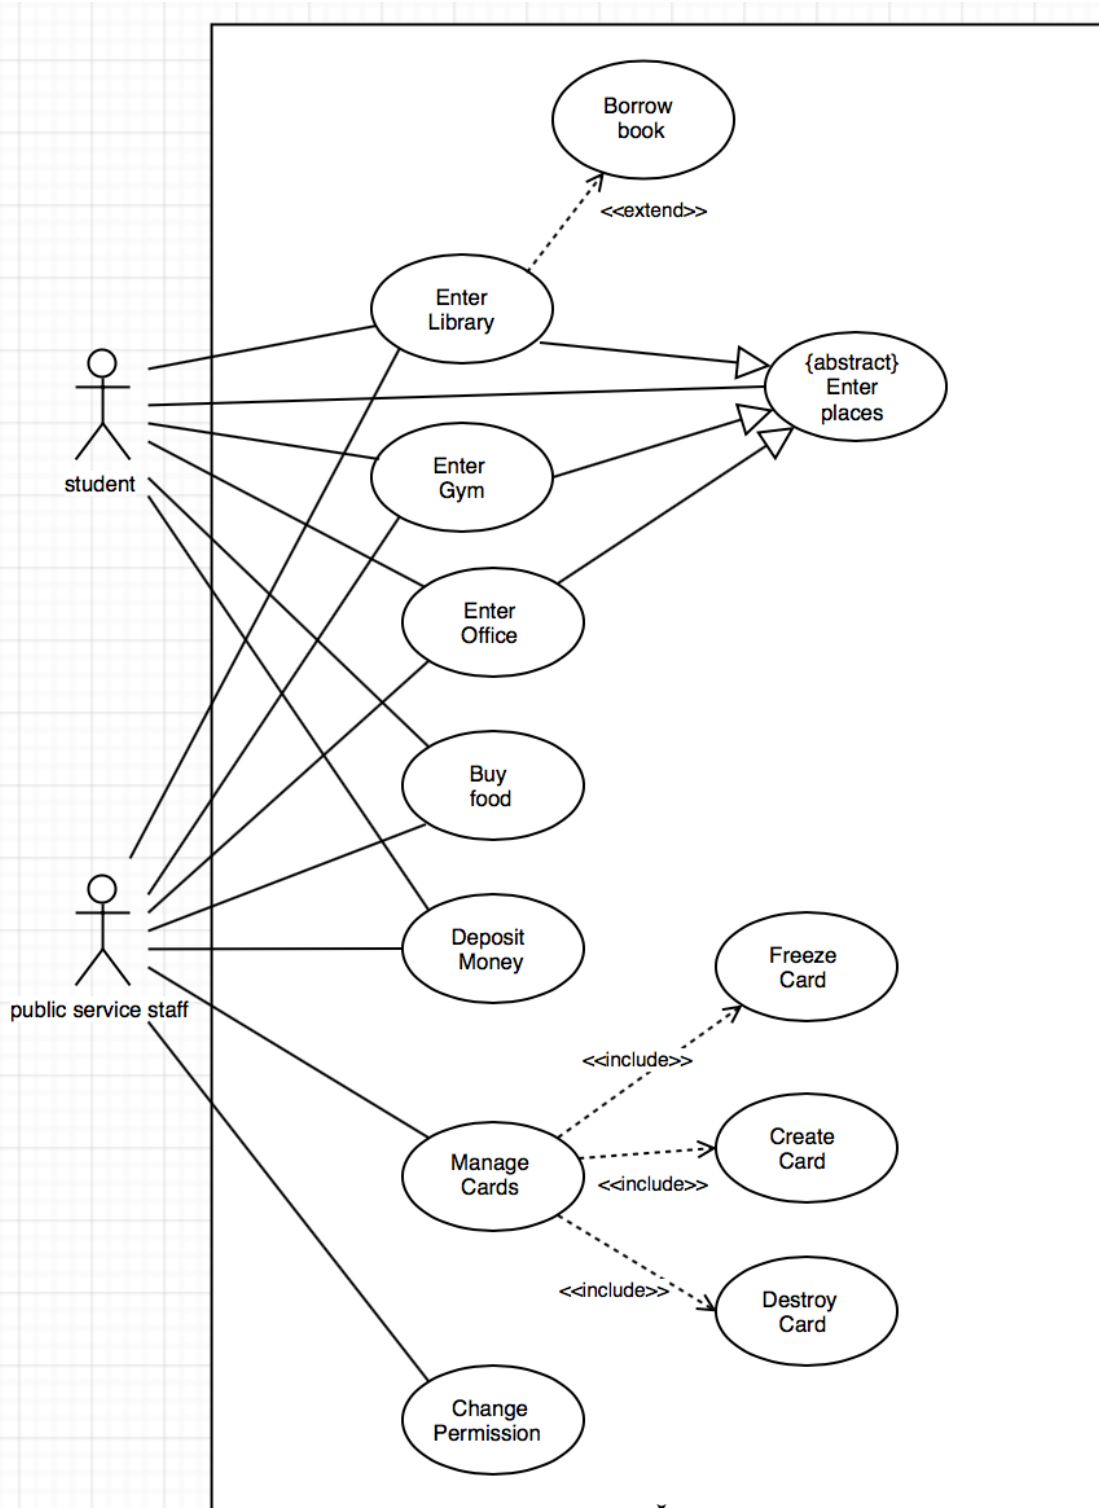 Borrow
book
<<extend>>
Enter
Library
{abstract}
Enter
places
Enter
Gym
student
Enter
Office
Buy
food
Deposit
Money
Freeze
Card
public service staff
<<include>>
Create
Card
Manage
Cards
<<include>>
<<include>>
Destroy
Card
Change
Permission